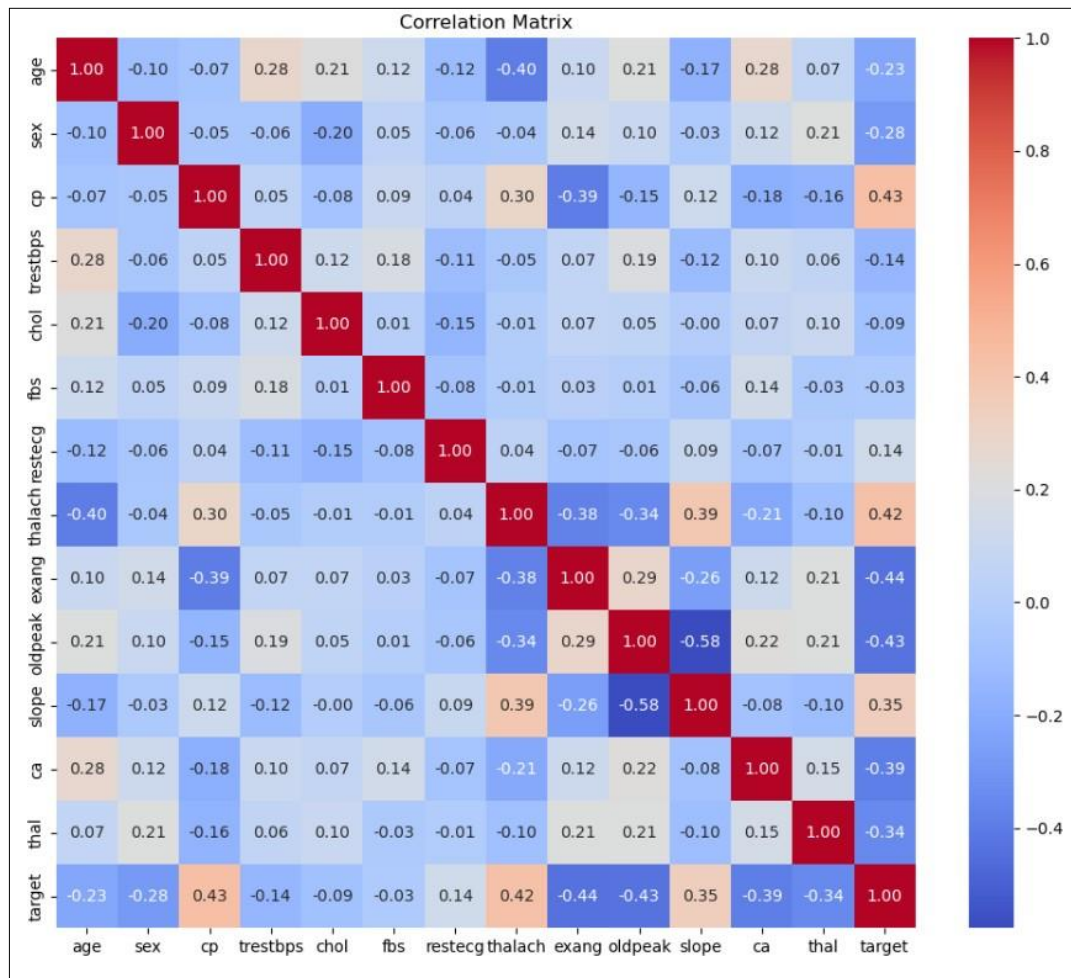 Correlation Matrix
age 1.00 -0.10 -0.07 0.28 0.21 0.12 -0.12 -0.40 0.10 0.21 -0.17 0.28 0.07 -0.23
sex -0.10 1.00 -0.05 -0.06 -0.20 0.05 -0.06 -0.04 0.14 0.10 -0.03 0.12 0.21 -0.28
cp -0.07 -0.05 1.00 0.05 -0.08 0.09 0.04 0.30 -0.39 -0.15 0.12 -0.18 -0.16 0.43
trestbps 0.28 -0.06 0.05 1.00 0.12 0.18 -0.11 -0.05 0.07 0.19 -0.12 0.10 0.06 -0.14
chol 0.21 -0.20 -0.08 0.12 1.00 0.01 -0.15 -0.01 0.07 0.05 -0.00 0.07 0.10 -0.09
fbs 0.12 0.05 0.09 0.18 0.01 1.00 -0.08 -0.01 0.03 0.01 -0.06 0.14 -0.03 -0.03
restecg -0.12 -0.06 0.04 -0.11 -0.15 -0.08 1.00 0.04 -0.07 -0.06 0.09 -0.07 -0.01 0.14
thalach -0.40 -0.04 0.30 -0.05 -0.01 -0.01 0.04 1.00 -0.38 -0.34 0.39 -0.21 -0.10 0.42
exang 0.10 0.14 -0.39 0.07 0.07 0.03 -0.07 -0.38 1.00 0.29 -0.26 0.12 0.21 -0.44
oldpeak 0.21 0.10 -0.15 0.19 0.05 0.01 -0.06 -0.34 0.29 1.00 -0.58 0.22 0.21 -0.43
slope -0.17 -0.03 0.12 -0.12 -0.00 -0.06 0.09 0.39 -0.26 -0.58 1.00 -0.08 -0.10 0.35
ca 0.28 0.12 -0.18 0.10 0.07 0.14 -0.07 -0.21 0.12 0.22 -0.08 1.00 0.15 -0.39
thal 0.07 0.21 -0.16 0.06 0.10 -0.03 -0.01 -0.10 0.21 0.21 -0.10 0.15 1.00 -0.34
target -0.23 -0.28 0.43 -0.14 -0.09 -0.03 0.14 0.42 -0.44 -0.43 0.35 -0.39 -0.34 1.00
age sex cp trestbps chol fbs restecg thalach exang oldpeak slope ca thal target
1.0
0.8
0.6
0.4
0.2
0.0
−0.2
−0.4